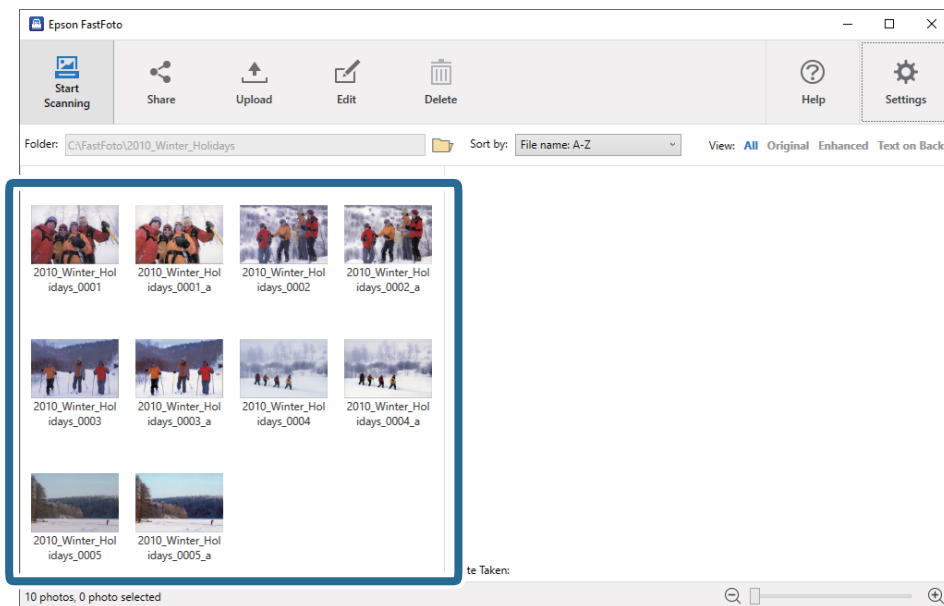 Epson FastFoto
Start
Scanning
Share
Upload
Edit
Delete
Help
Settings
Folder: C:\FastFoto\2010_Winter_Holidays
Sort by: File name: A-Z
View: All Original Enhanced Text on Back
2010_Winter_Hol
idays_0001
2010_Winter_Hol
idays_0001_a
2010_Winter_Hol
idays_0002
2010_Winter_Hol
idays_0002_a
2010_Winter_Hol
idays_0003
2010_Winter_Hol
idays_0003_a
2010_Winter_Hol
idays_0004
2010_Winter_Hol
idays_0004_a
2010_Winter_Hol
idays_0005
2010_Winter_Hol
idays_0005_a
te Taken:
10 photos, 0 photo selected